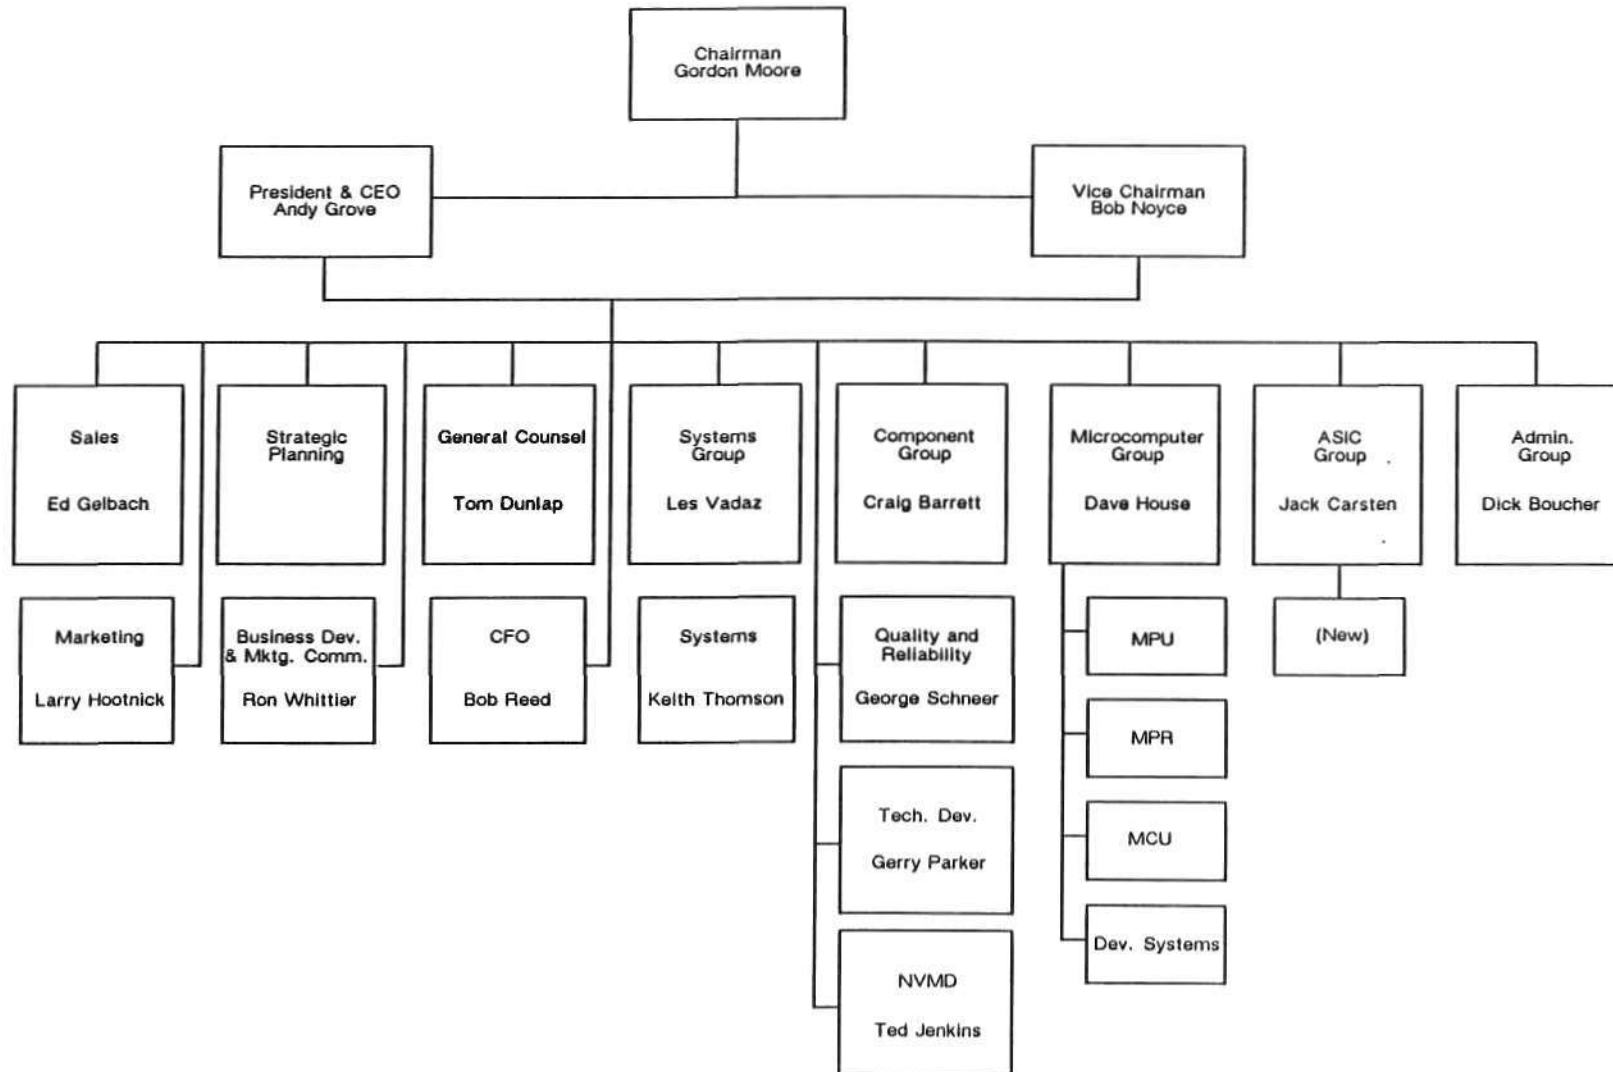 Chairman
Gordon Moore
President & CEO
Andy Grove
Vice Chairman
Bob Noyce
Sales
Ed Gelbach
Strategic
Planning
General Counsel
Tom Dunlap
Systems
Group
Les Vadaz
Component
Group
Craig Barrett
Microcomputer
Group
Dave House
ASIC
Group
Jack Carsten
Admin.
Group
Dick Boucher
Marketing
Larry Hootnick
Business Dev.
& Mktg. Comm.
Ron Whittier
CFO
Bob Reed
Systems
Keith Thomson
Quality and
Reliability
George Schneer
MPU
(New)
MPR
Tech. Dev.
Gerry Parker
MCU
Dev. Systems
NVMD
Ted Jenkins